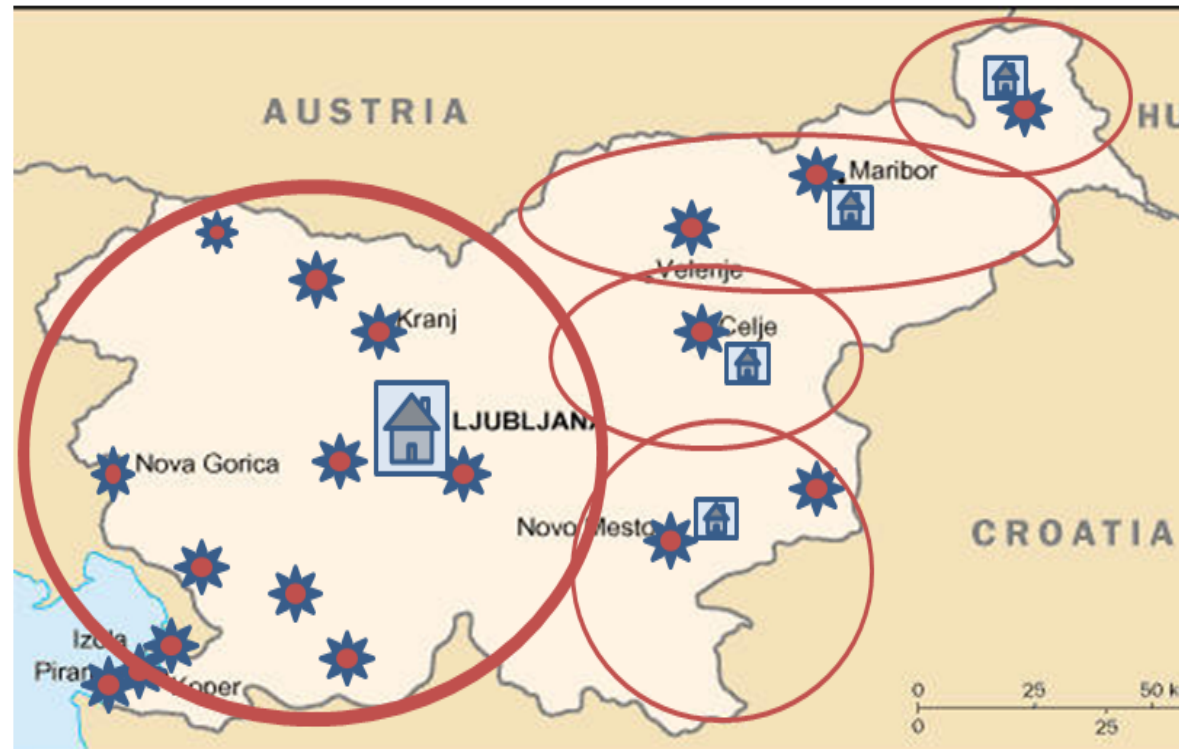 AUSTRIA
HU
Maribor
Velenje
Celje
Kranj
LJUBLJANA
Nova Gorica
Novo Mesto
CROATIA
Izola
Piran
Koper
0 25 50 k
0 25